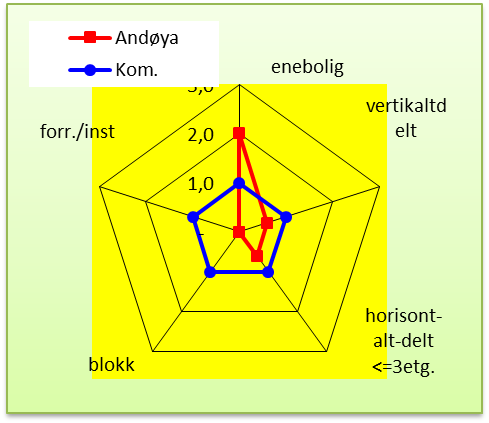 Andøya
Kom.
enebolig
3,0
vertikaltd
elt
forr./inst
2,0
1,0
-
horisont-
alt-delt
<=3etg.
blokk